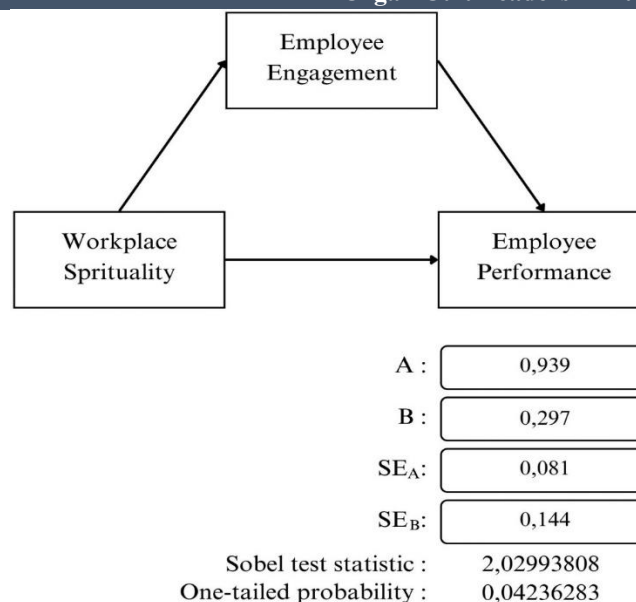 Employee
Engagement
Workplace
Sprituality
Employee
Performance
A : 0,939
B : 0,297
SEA: 0,081
SEB: 0,144
Sobel test statistic : 2,02993808
One-tailed probability : 0,04236283